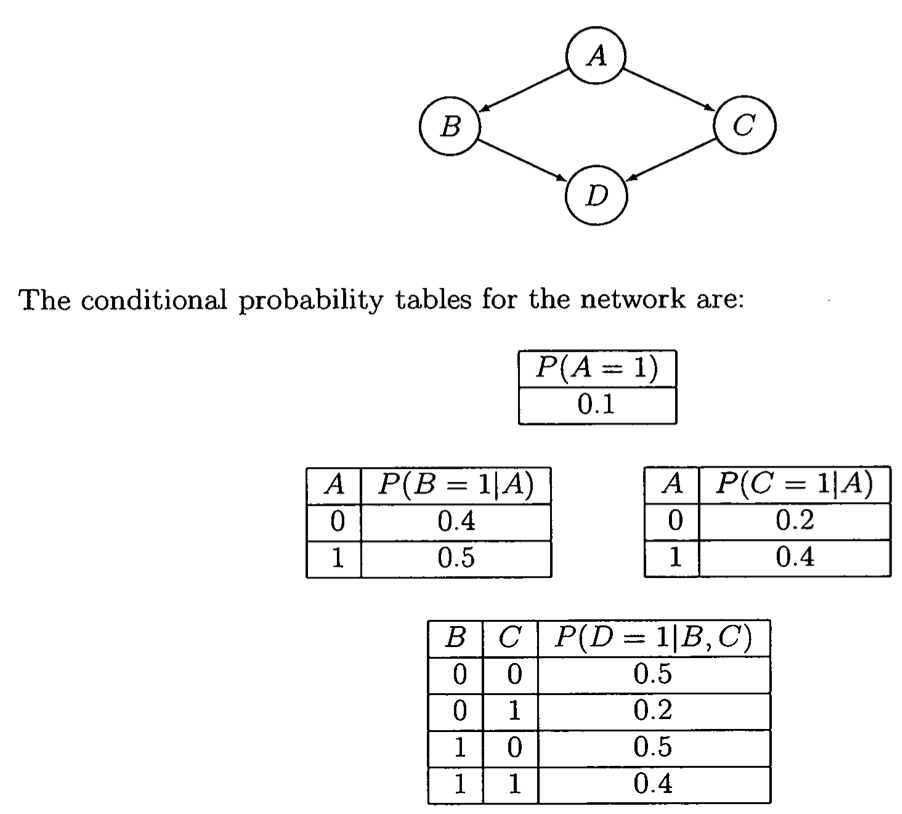 A
B
C
D
The conditional probability tables for the network are:
P(A = 1)
0.1
A P(B = 1|A)
0 0.4
1 0.5
A P(C = 1|A)
0 0.2
1 0.4
B C P(D = 1|B, C)
0 0 0.5
0 1 0.2
1 0 0.5
1 1 0.4